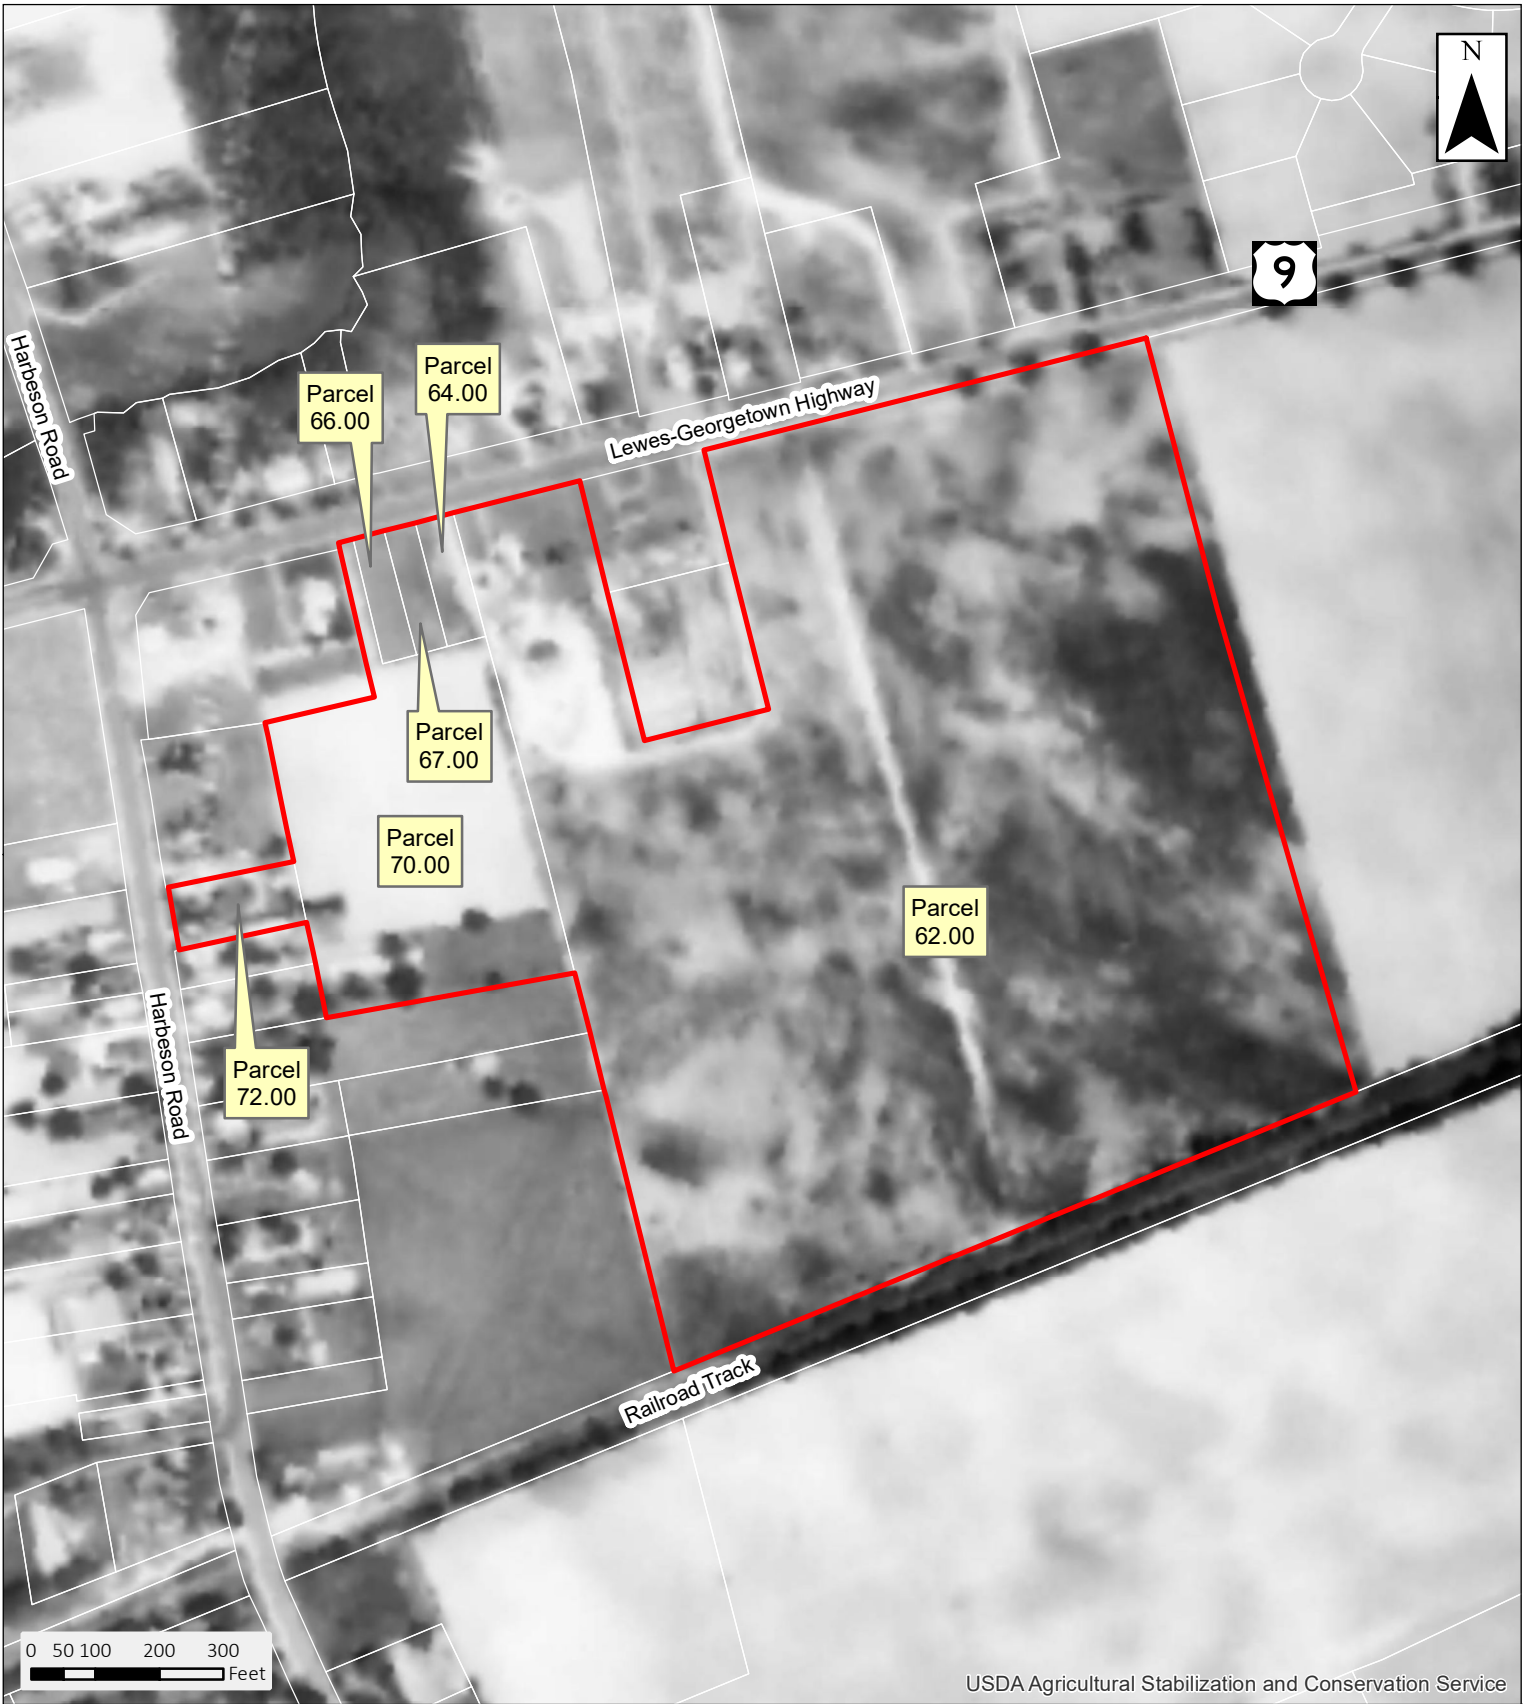 N
9
Harbeson Road
Parcel
64.00
Parcel
66.00
Lewes-Georgetown Highway
Parcel
67.00
Parcel
70.00
Parcel
62.00
Harbeson Road
Parcel
72.00
Railroad Track
0 50 100 200 300
Feet
USDA Agricultural Stabilization and Conservation Service